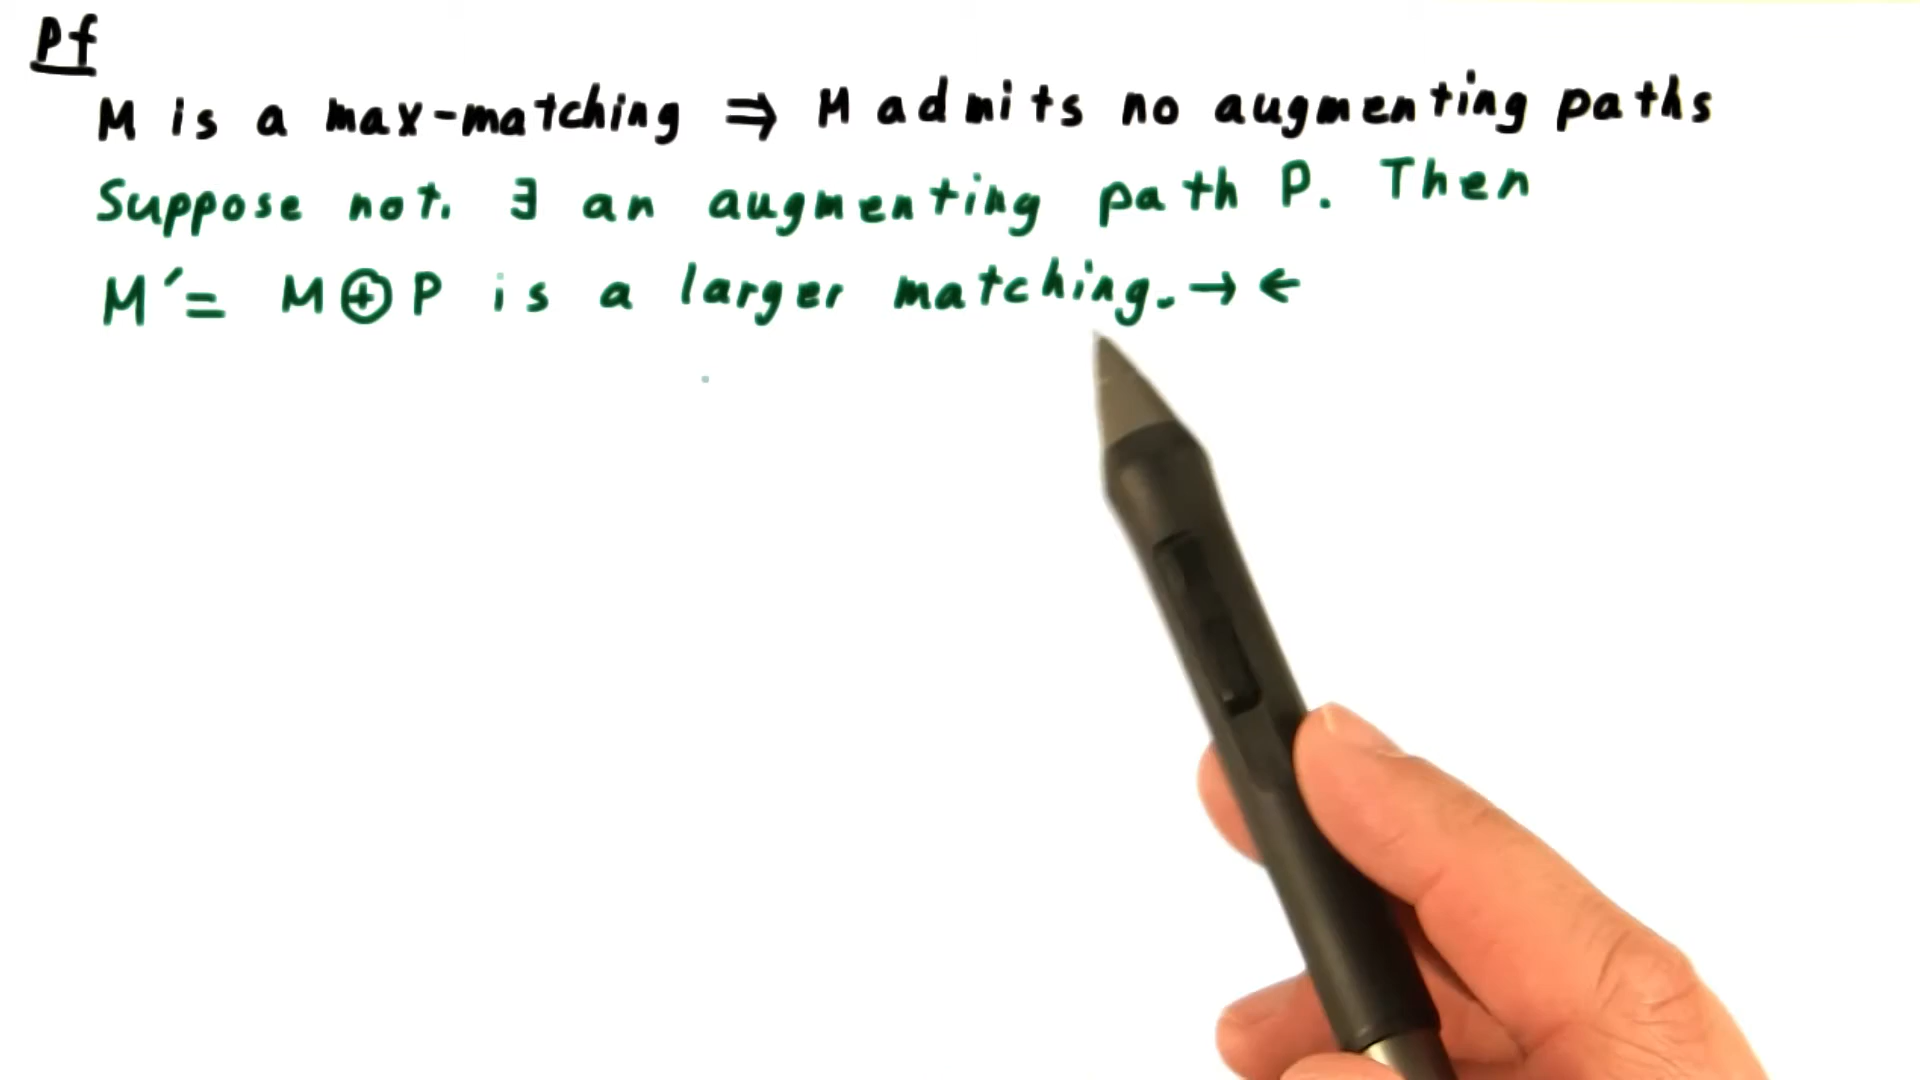 Pf
M is a max-matching ⇒ M admits no augmenting paths
Suppose not. ∃ an augmenting path P. Then
M′= M⊕P is a larger matching.→←